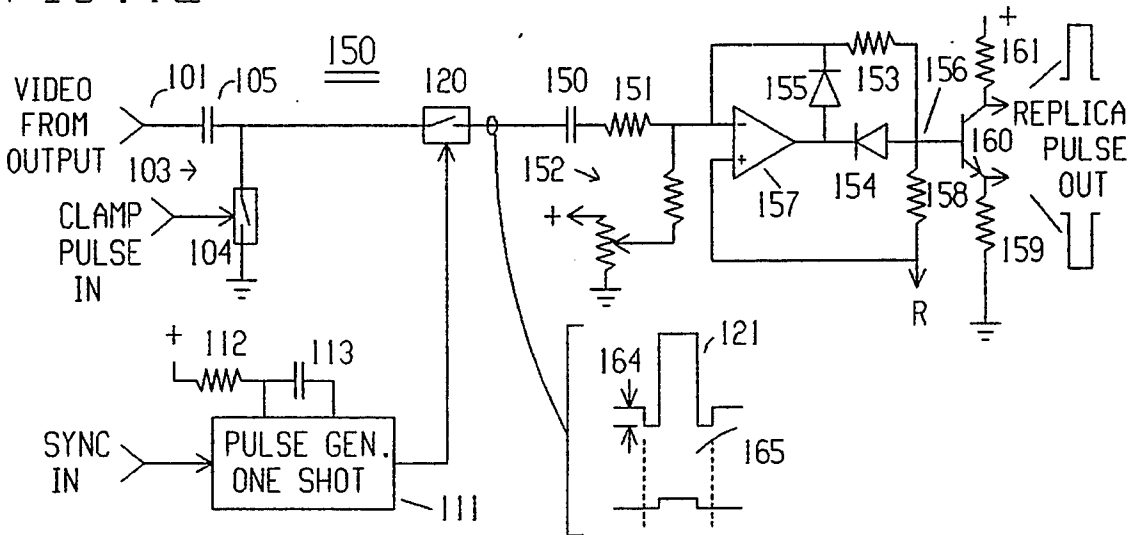 150
101
105
120
150
151
155
153
156
161
VIDEO
FROM
OUTPUT
REPLICA
PULSE
OUT
103
152
157
154
158
160
159
CLAMP
PULSE
IN
104
+
-
+
+
R
+
112
113
164
121
165
SYNC
IN
PULSE GEN.
ONE SHOT
111